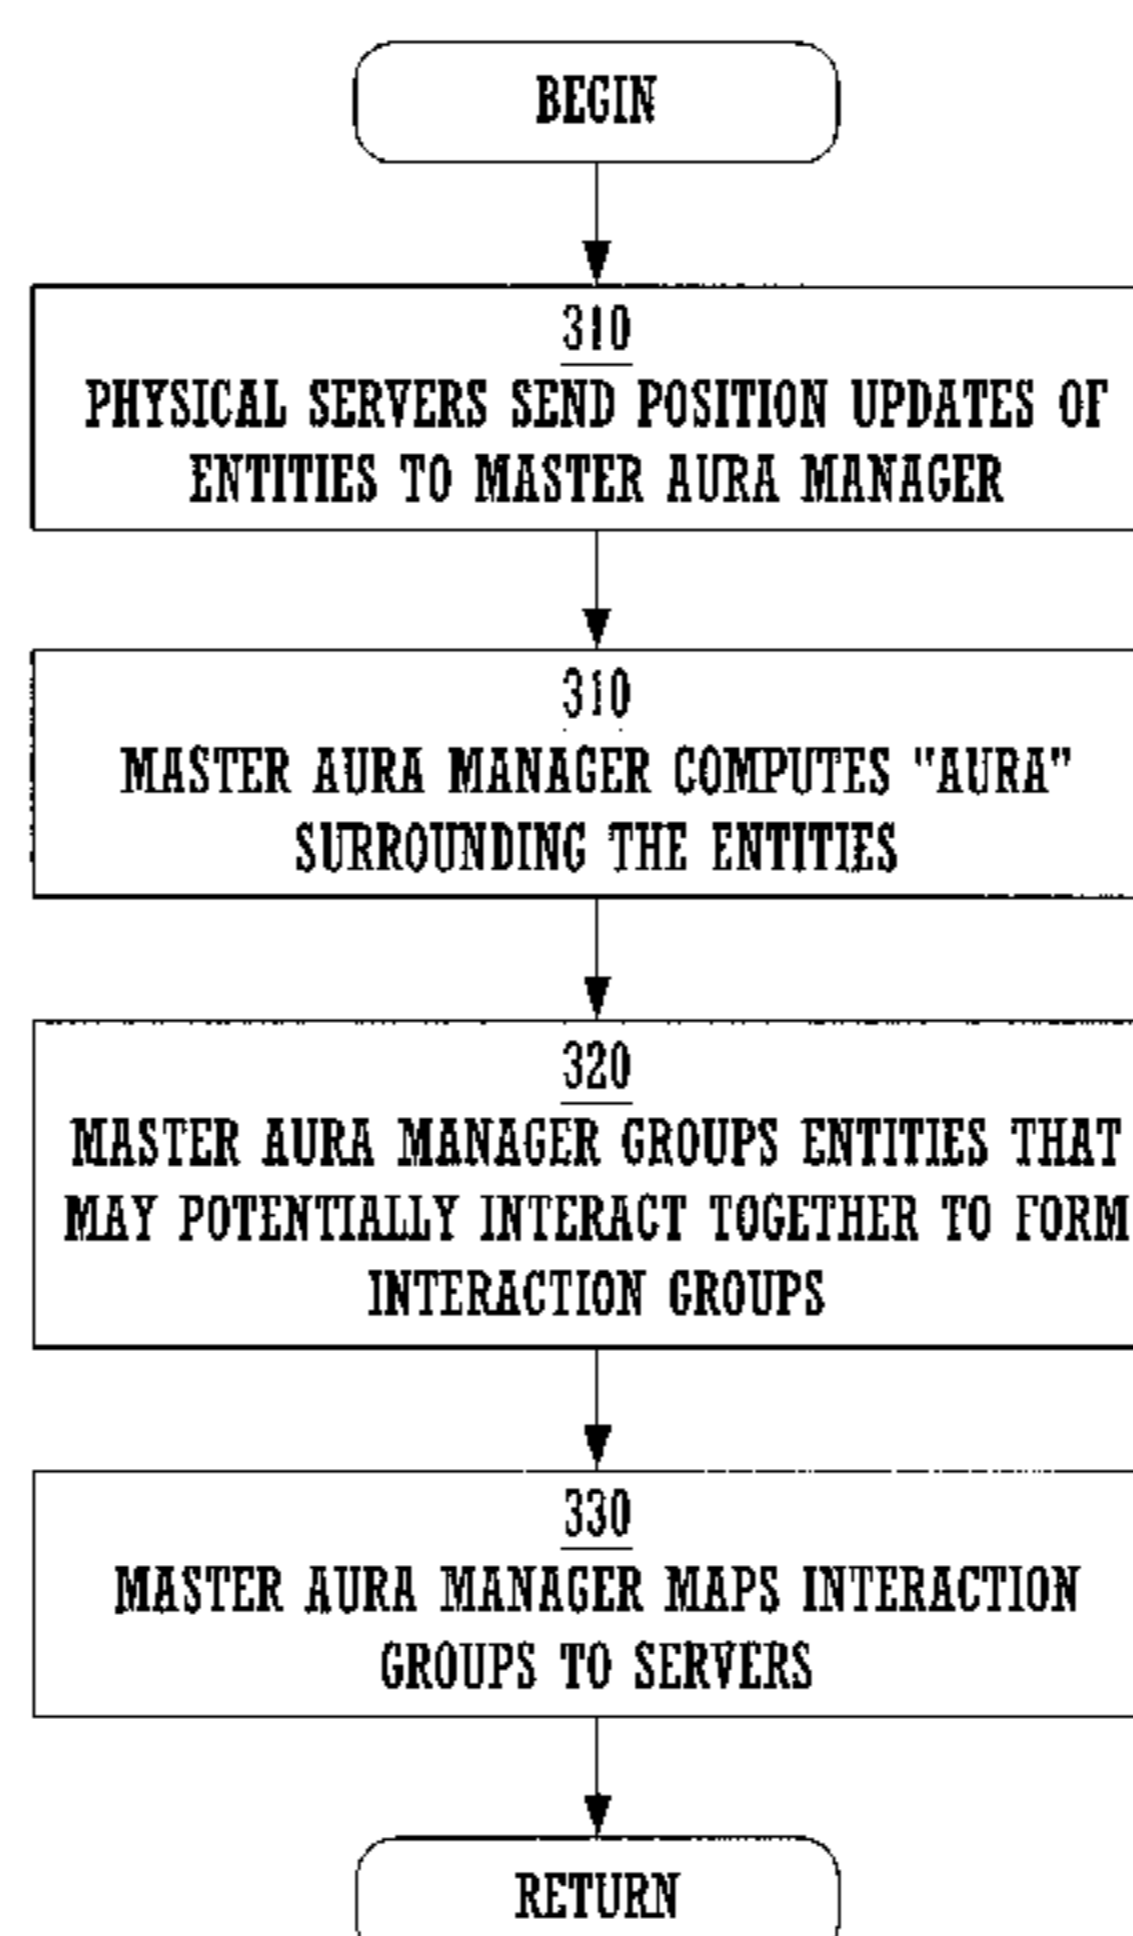 BEGIN
310
PHYSICAL SERVERS SEND POSITION UPDATES OF
ENTITIES TO MASTER AURA MANAGER
310
MASTER AURA MANAGER COMPUTES "AURA"
SURROUNDING THE ENTITIES
320
MASTER AURA MANAGER GROUPS ENTITIES THAT
MAY POTENTIALLY INTERACT TOGETHER TO FORM
INTERACTION GROUPS
330
MASTER AURA MANAGER MAPS INTERACTION
GROUPS TO SERVERS
RETURN